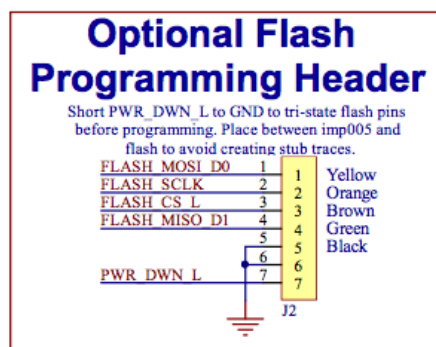 Optional Flash
Programming Header
Short PWR_DWN_L to GND to tri-state flash pins
before programming. Place between imp005 and
flash to avoid creating stub traces.
FLASH_MOSI_D0 1 1 Yellow
FLASH_SCLK 2 2 Orange
FLASH_CS_L 3 3 Brown
FLASH_MISO_D1 4 4 Green
5 5 Black
6 6
PWR_DWN_L 7 7
J2